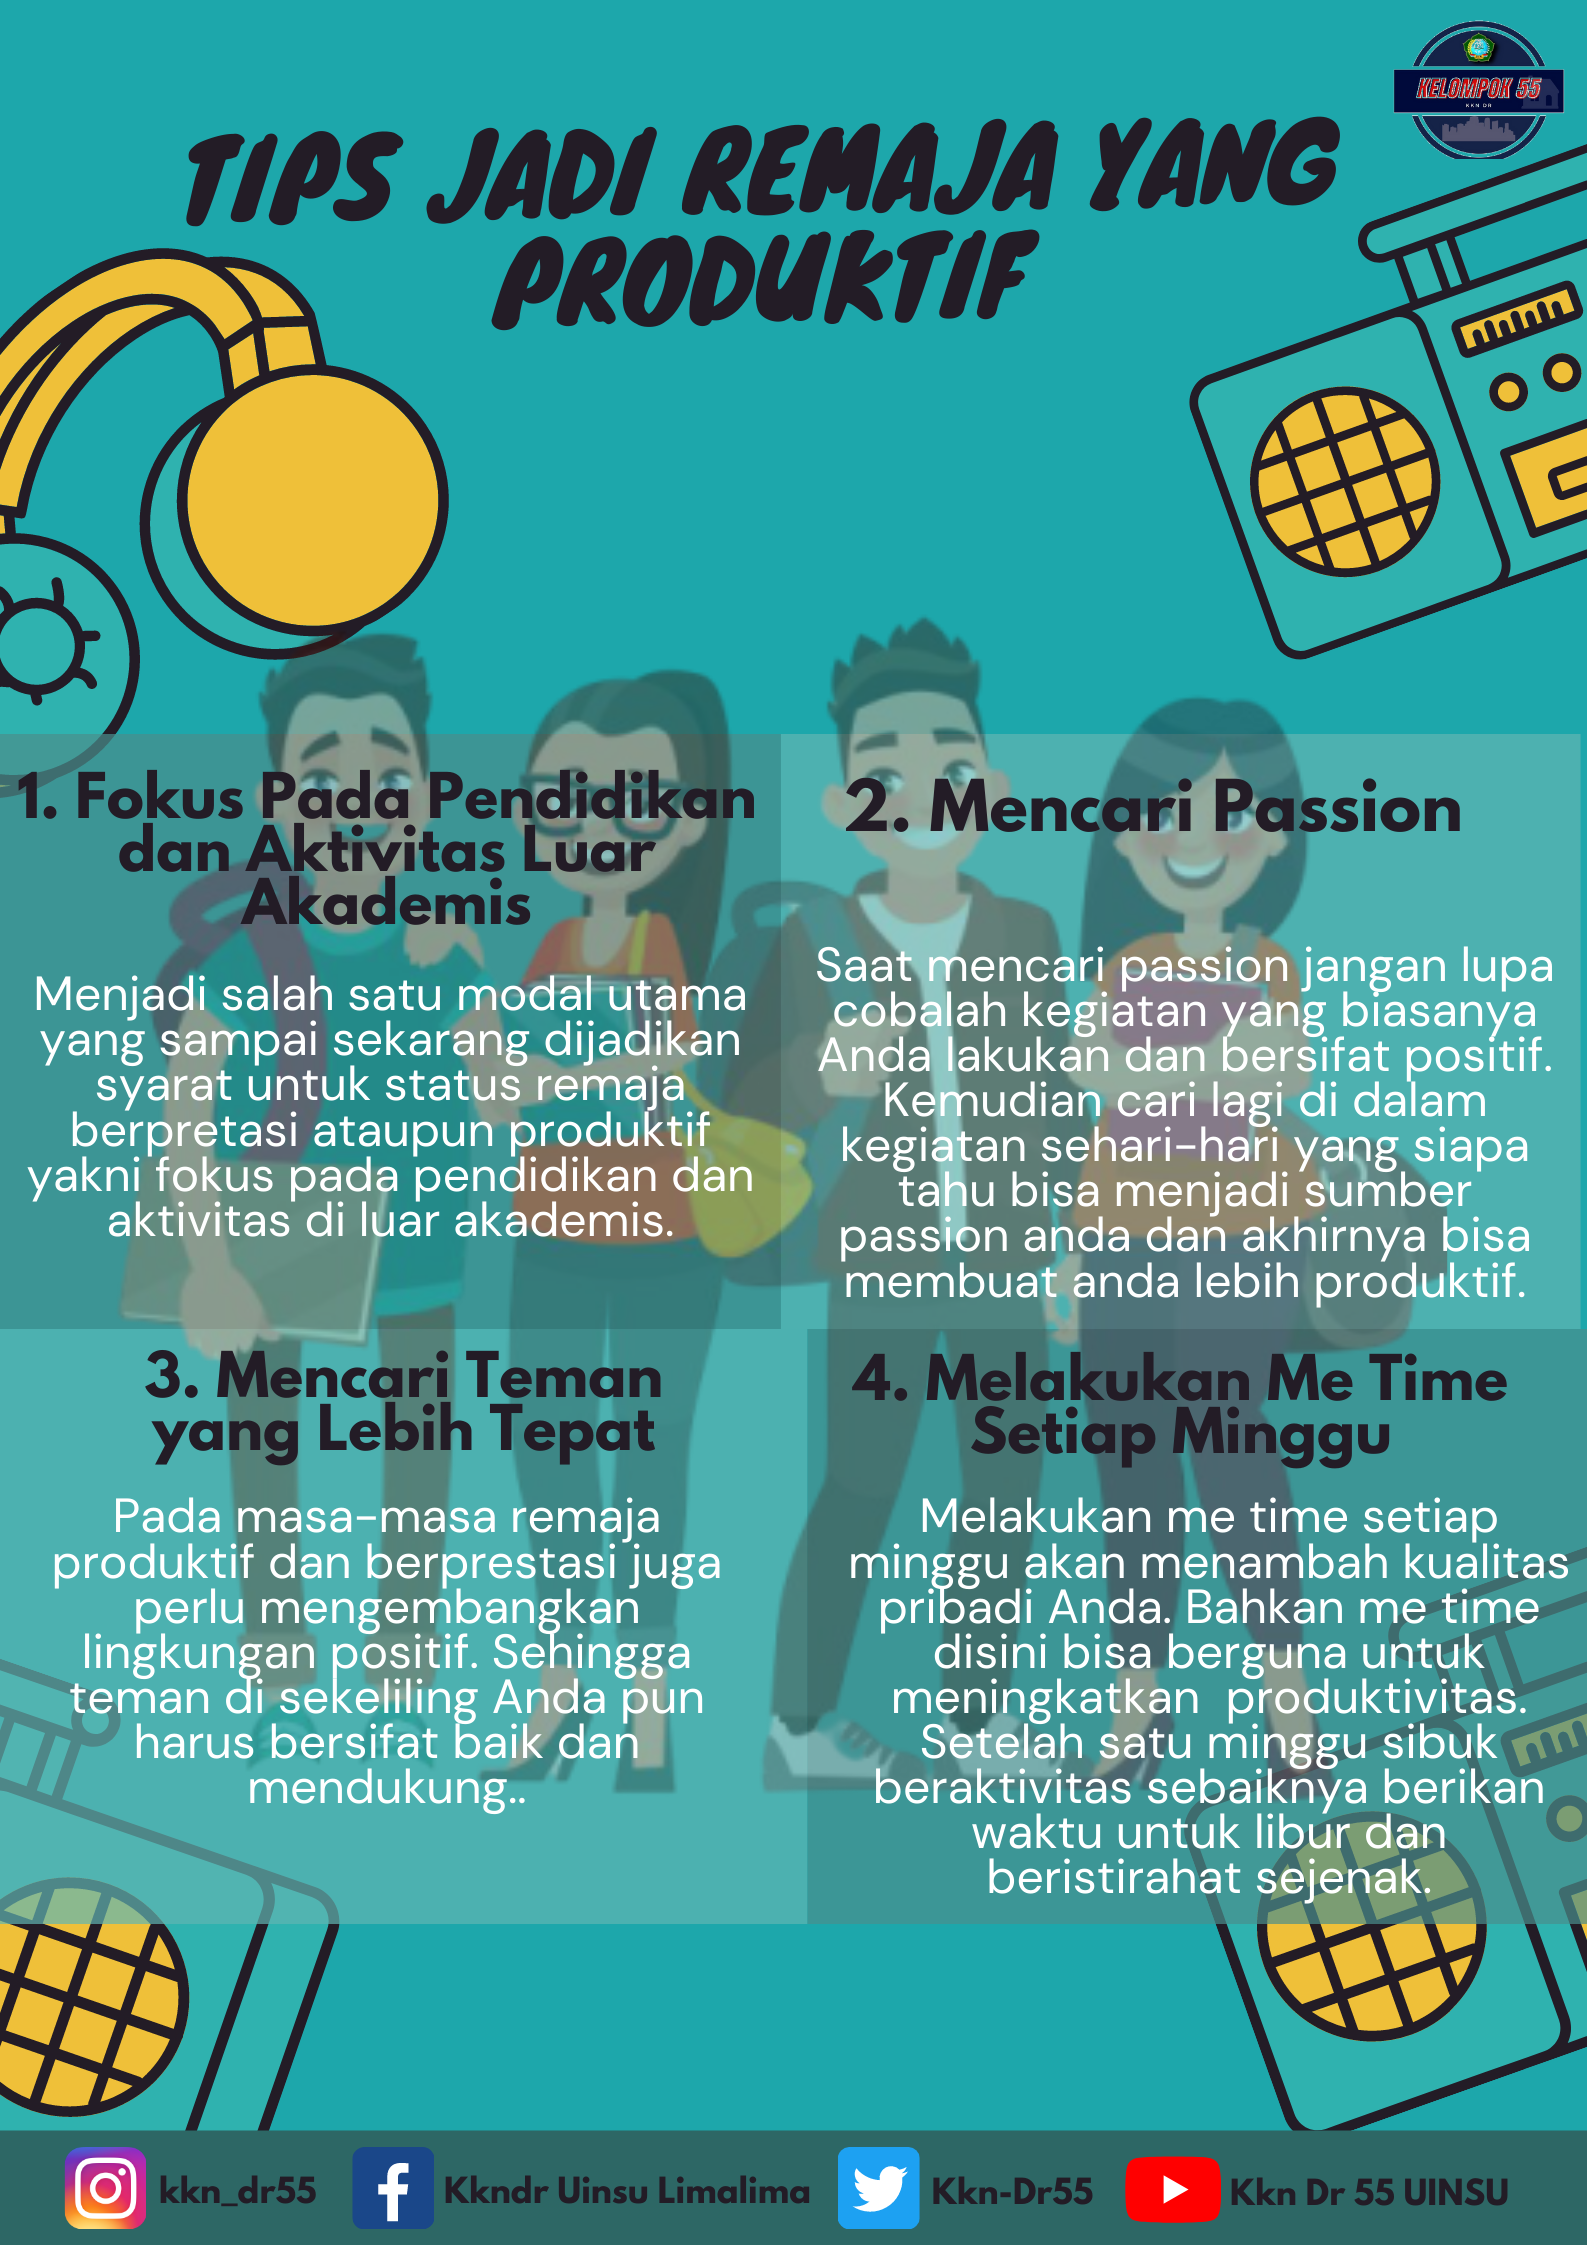 KELOMPOK 55
KKN DR
TIPS JADI REMAJA YANG
PRODUKTIF
1. Fokus Pada Pendidikan
dan Aktivitas Luar
Akademis
Menjadi salah satu modal utama
yang sampai sekarang dijadikan
syarat untuk status remaja
berpretasi ataupun produktif
yakni fokus pada pendidikan dan
aktivitas di luar akademis.
2. Mencari Passion
Saat mencari passion jangan lupa
cobalah kegiatan yang biasanya
Anda lakukan dan bersifat positif.
Kemudian cari lagi di dalam
kegiatan sehari-hari yang siapa
tahu bisa menjadi sumber
passion anda dan akhirnya bisa
membuat anda lebih produktif.
3. Mencari Teman
yang Lebih Tepat
Pada masa-masa remaja
produktif dan berprestasi juga
perlu mengembangkan
lingkungan positif. Sehingga
teman di sekeliling Anda pun
harus bersifat baik dan
mendukung..
4. Melakukan Me Time
Setiap Minggu
Melakukan me time setiap
minggu akan menambah kualitas
pribadi Anda. Bahkan me time
disini bisa berguna untuk
meningkatkan  produktivitas.
Setelah satu minggu sibuk
beraktivitas sebaiknya berikan
waktu untuk libur dan
beristirahat sejenak.
kkn_dr55
Kkndr Uinsu Limalima
Kkn-Dr55
Kkn Dr 55 UINSU